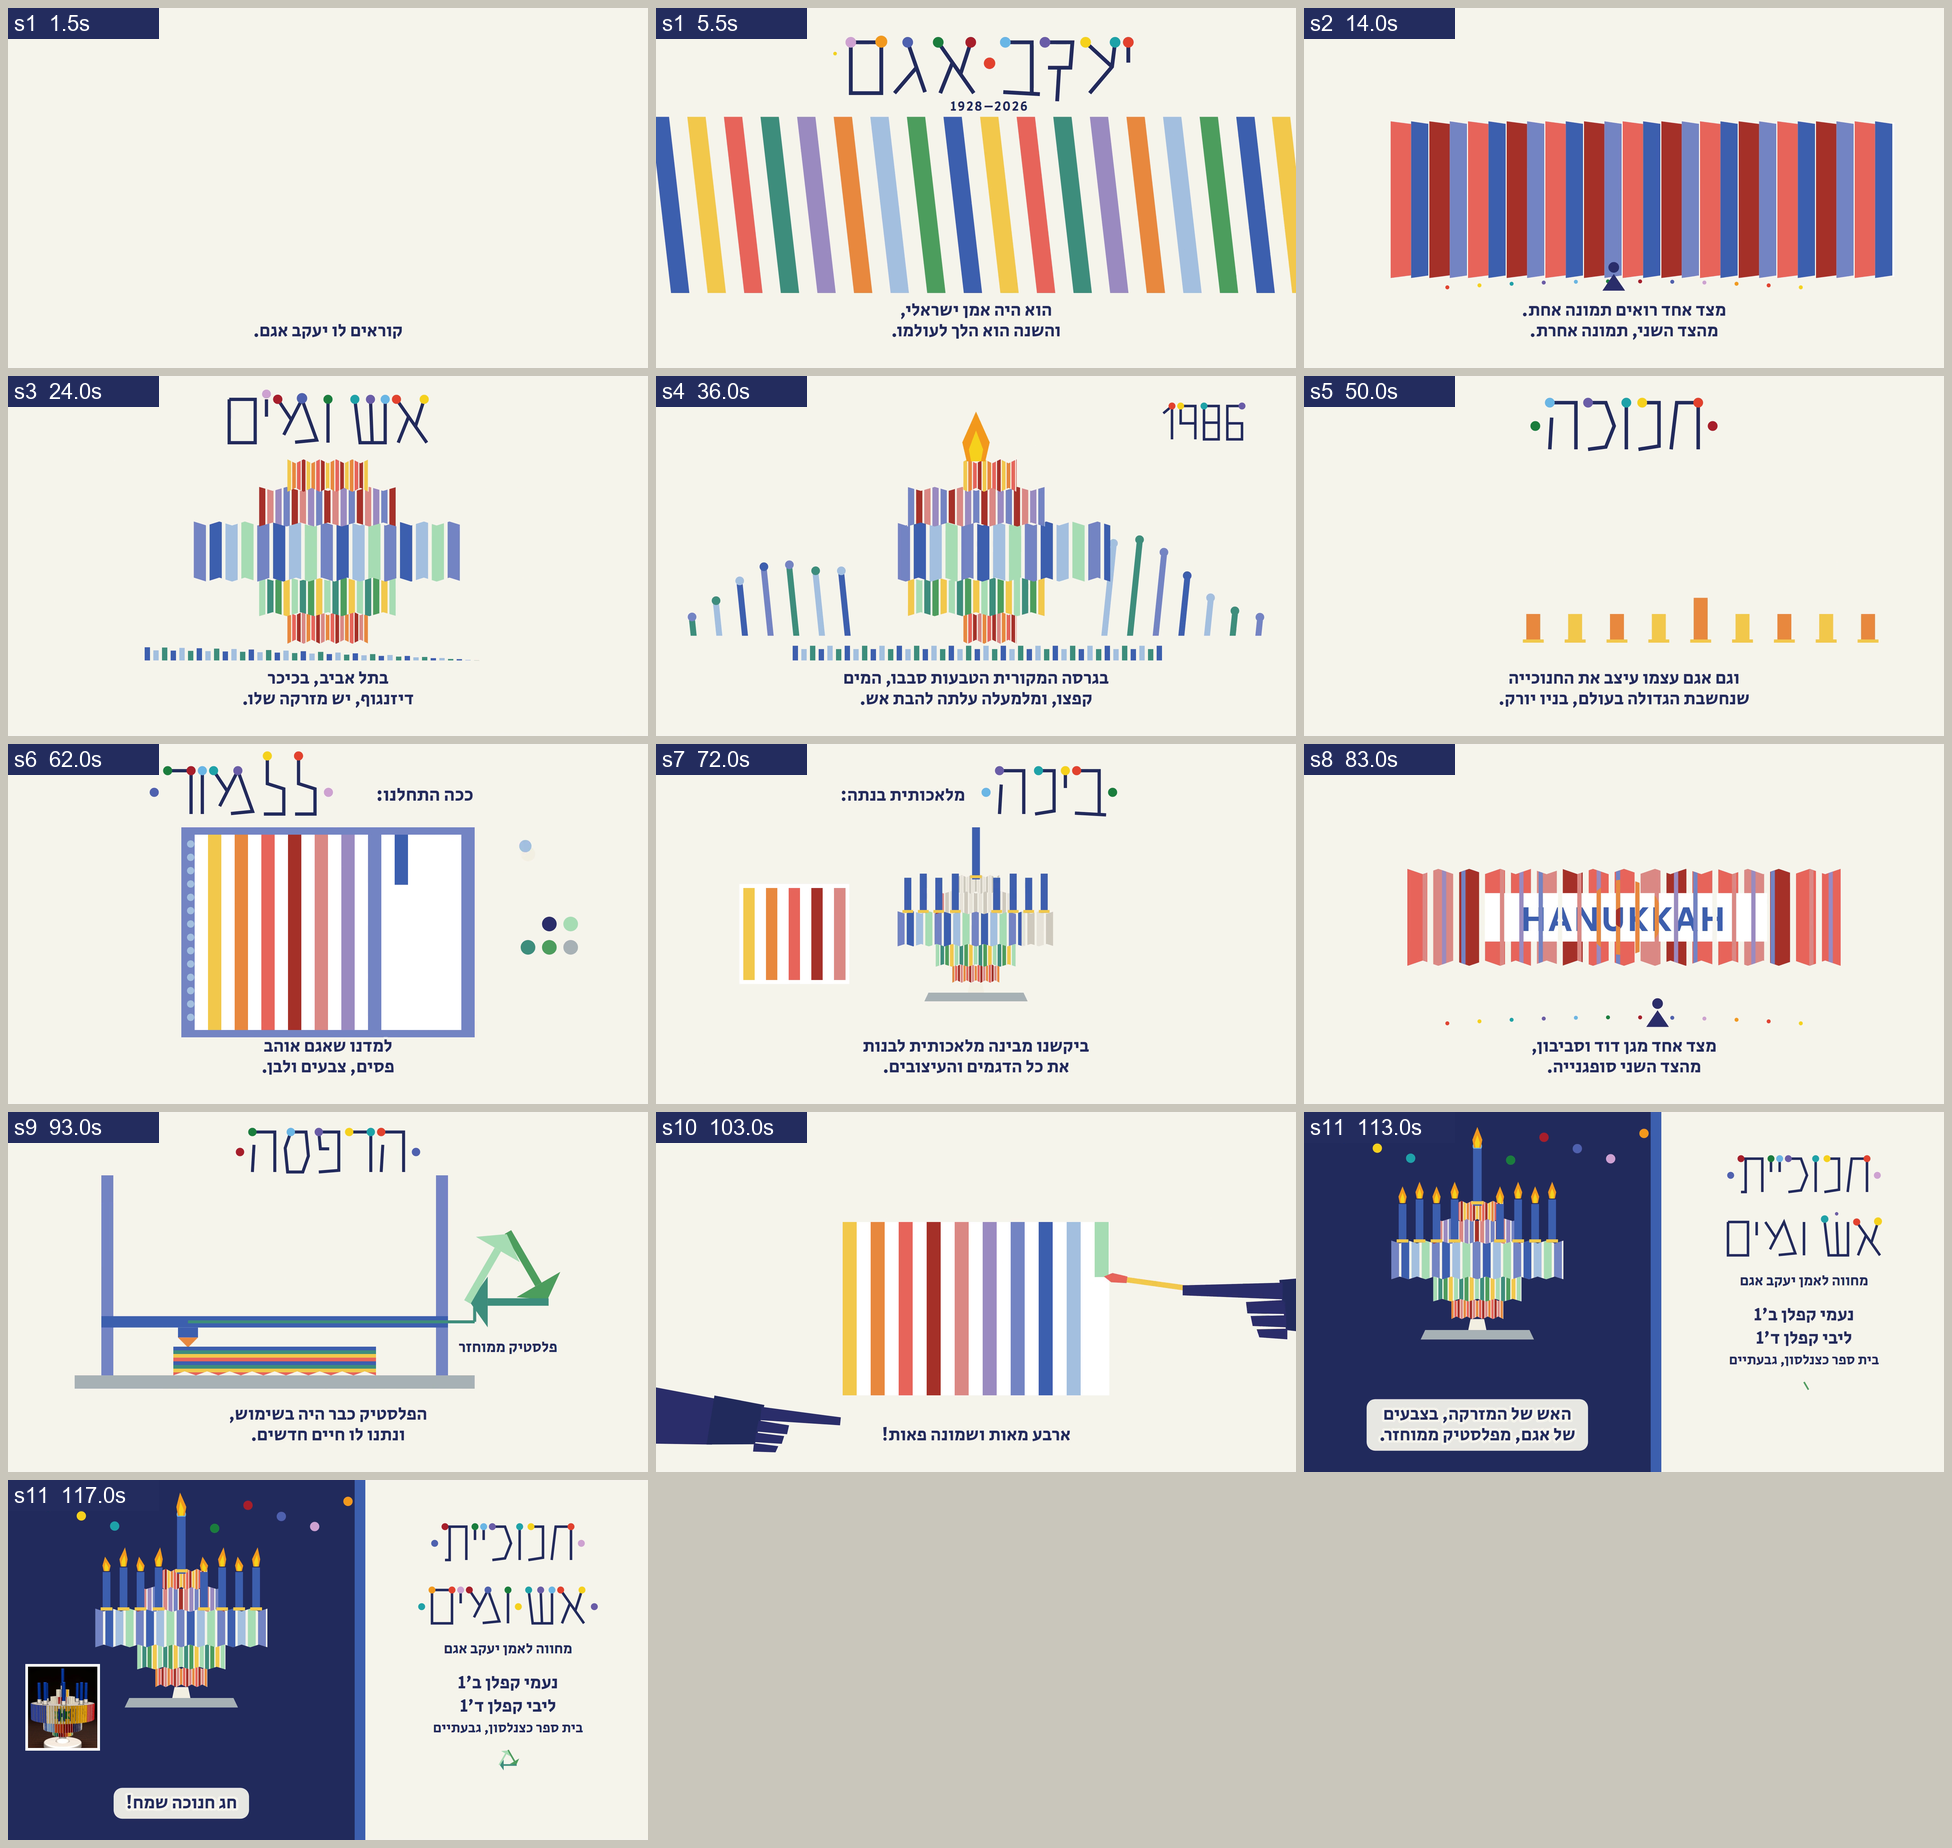 s1 1.5s
קוראים לו יעקב אגם.
s1 5.5s
יעקב·אגם
1928–2026
הוא היה אמן ישראלי,
והשנה הוא הלך לעולמו.
s2 14.0s
מצד אחד רואים תמונה אחת.
מהצד השני, תמונה אחרת.
s3 24.0s
אש ומים
בתל אביב, בכיכר
דיזנגוף, יש מזרקה שלו.
s4 36.0s
1986
בגרסה המקורית הטבעות סבבו, המים
קפצו, ומלמעלה עלתה להבת אש.
s5 50.0s
חנוכה
וגם אגם עצמו עיצב את החנוכייה
שנחשבת הגדולה בעולם, בניו יורק.
s6 62.0s
ככה התחלנו:
ללמוד
למדנו שאגם אוהב
פסים, צבעים ולבן.
s7 72.0s
בינה
מלאכותית בנתה:
ביקשנו מבינה מלאכותית לבנות
את כל הדגמים והעיצובים.
s8 83.0s
HANUKKAH
מצד אחד מגן דוד וסביבון,
מהצד השני סופגנייה.
s9 93.0s
הדפסה
פלסטיק ממוחזר
הפלסטיק כבר היה בשימוש,
ונתנו לו חיים חדשים.
s10 103.0s
ארבע מאות ושמונה פאות!
s11 113.0s
חנוכיית
אש ומים
מחווה לאמן יעקב אגם
נעמי קפלן ב'1
ליבי קפלן ד'1
בית ספר כצנלסון, גבעתיים
האש של המזרקה, בצבעים
של אגם, מפלסטיק ממוחזר.
s11 117.0s
חנוכיית
אש ומים
מחווה לאמן יעקב אגם
נעמי קפלן ב'1
ליבי קפלן ד'1
בית ספר כצנלסון, גבעתיים
חג חנוכה שמח!